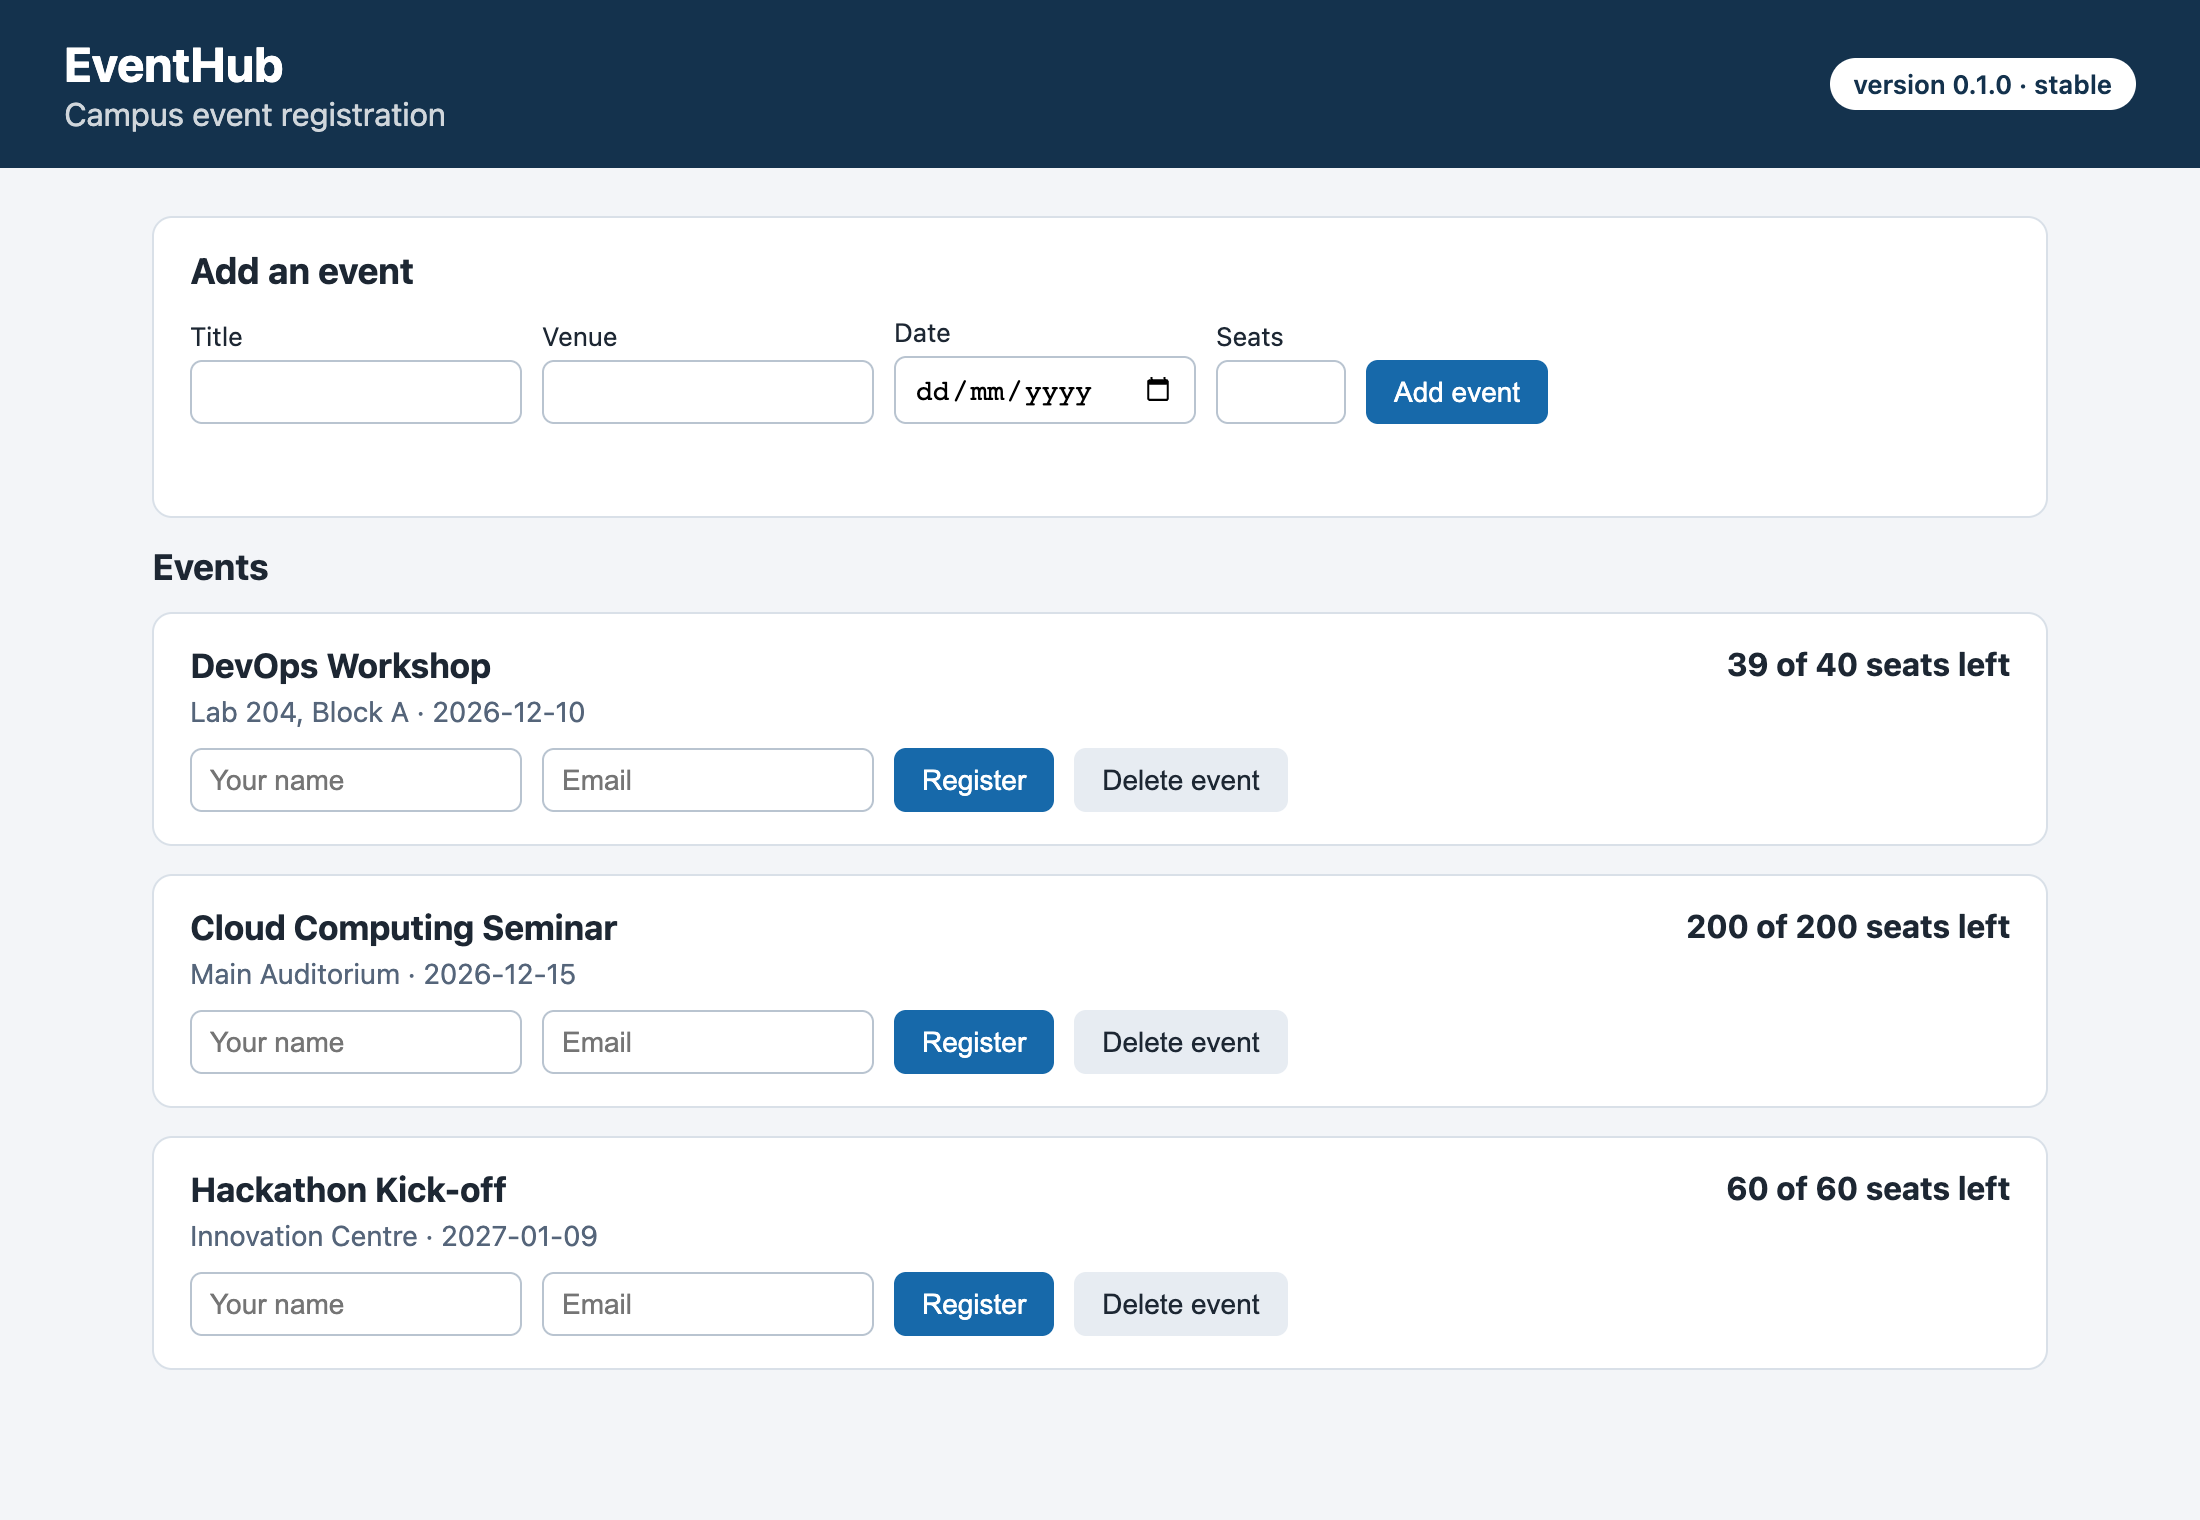 EventHub
Campus event registration
version 0.1.0 · stable
Add an event
Title
Venue
Date
Seats
dd/mm/yyyy
Add event
Events
DevOps Workshop
39 of 40 seats left
Lab 204, Block A · 2026-12-10
Your name
Email
Register
Delete event
Cloud Computing Seminar
200 of 200 seats left
Main Auditorium · 2026-12-15
Your name
Email
Register
Delete event
Hackathon Kick-off
60 of 60 seats left
Innovation Centre · 2027-01-09
Your name
Email
Register
Delete event